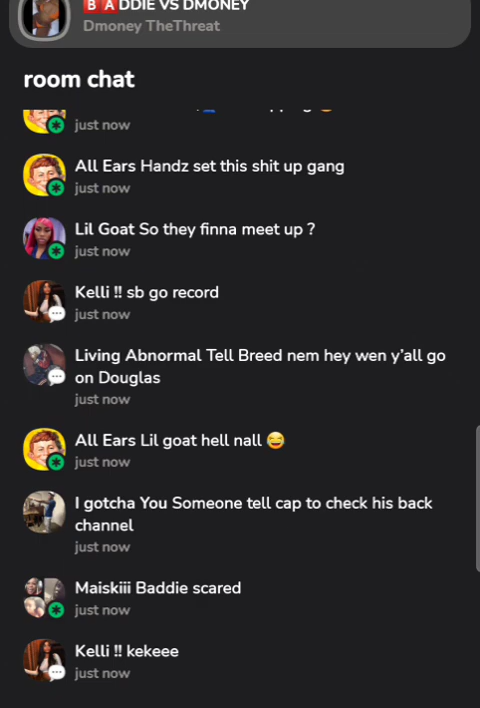 🅱️🅰️DDIE VS DMONEY
Dmoney TheThreat
room chat
just now
All Ears Handz set this shit up gang
just now
Lil Goat So they finna meet up ?
just now
Kelli !! sb go record
just now
Living Abnormal Tell Breed nem hey wen y’all go
on Douglas
just now
All Ears Lil goat hell nall 😂
just now
I gotcha You Someone tell cap to check his back
channel
just now
Maiskiii Baddie scared
just now
Kelli !! kekeee
just now